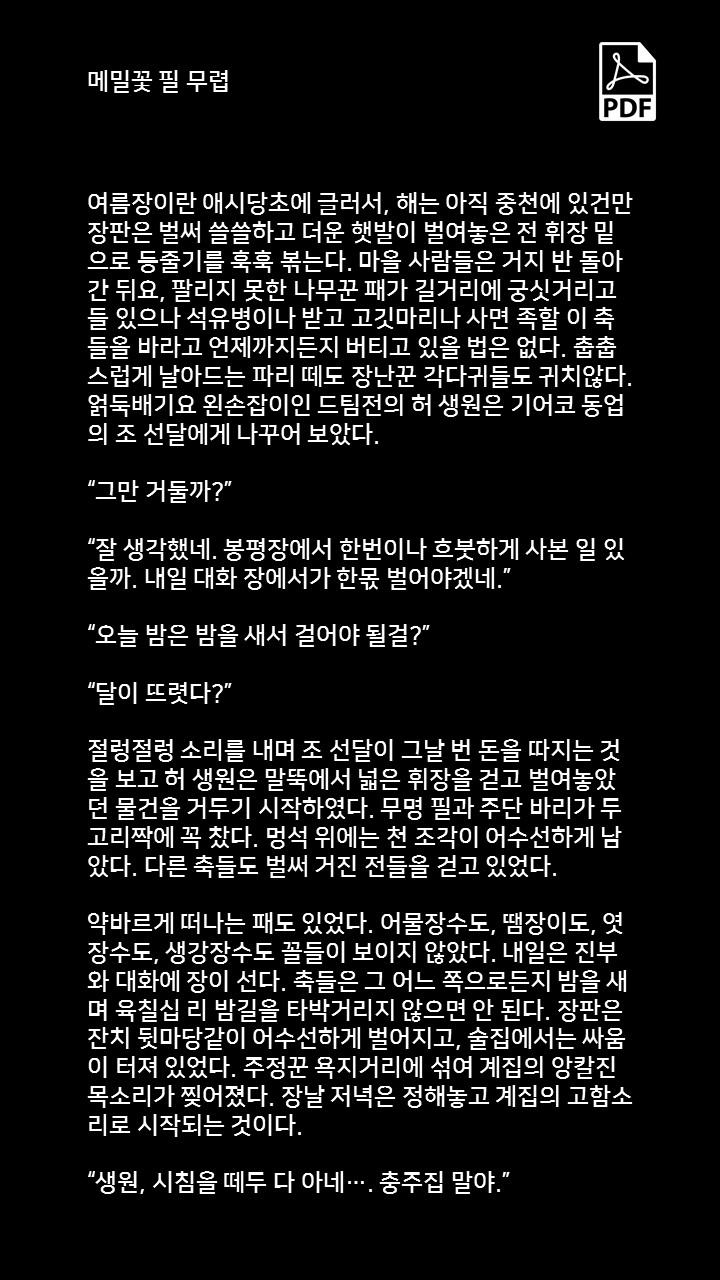 메밀꽃 필 무렵
PDF
여름장이란 애시당초에 글러서, 해는 아직 중천에 있건만
장판은 벌써 쓸쓸하고 더운 햇발이 벌여놓은 전 휘장 밑
으로 등줄기를 훅훅 볶는다. 마을 사람들은 거지 반 돌아
간 뒤요, 팔리지 못한 나무꾼 패가 길거리에 궁싯거리고
들 있으나 석유병이나 받고 고깃마리나 사면 족할 이 축
들을 바라고 언제까지든지 버티고 있을 법은 없다. 춥춥
스럽게 날아드는 파리 떼도 장난꾼 각다귀들도 귀치않다.
얽둑배기요 왼손잡이인 드팀전의 허 생원은 기어코 동업
의 조 선달에게 나꾸어 보았다.
“그만 거둘까?”
“잘 생각했네. 봉평장에서 한번이나 흐붓하게 사본 일 있
을까. 내일 대화 장에서가 한몫 벌어야겠네.”
“오늘 밤은 밤을 새서 걸어야 될걸?”
“달이 뜨렷다?”
절렁절렁 소리를 내며 조 선달이 그날 번 돈을 따지는 것
을 보고 허 생원은 말뚝에서 넓은 휘장을 걷고 벌여놓았
던 물건을 거두기 시작하였다. 무명 필과 주단 바리가 두
고리짝에 꼭 찼다. 멍석 위에는 천 조각이 어수선하게 남
았다. 다른 축들도 벌써 거진 전들을 걷고 있었다.
약바르게 떠나는 패도 있었다. 어물장수도, 땜장이도, 엿
장수도, 생강장수도 꼴들이 보이지 않았다. 내일은 진부
와 대화에 장이 선다. 축들은 그 어느 쪽으로든지 밤을 새
며 육칠십 리 밤길을 타박거리지 않으면 안 된다. 장판은
잔치 뒷마당같이 어수선하게 벌어지고, 술집에서는 싸움
이 터져 있었다. 주정꾼 욕지거리에 섞여 계집의 앙칼진
목소리가 찢어졌다. 장날 저녁은 정해놓고 계집의 고함소
리로 시작되는 것이다.
“생원, 시침을 떼두 다 아네…. 충주집 말야.”